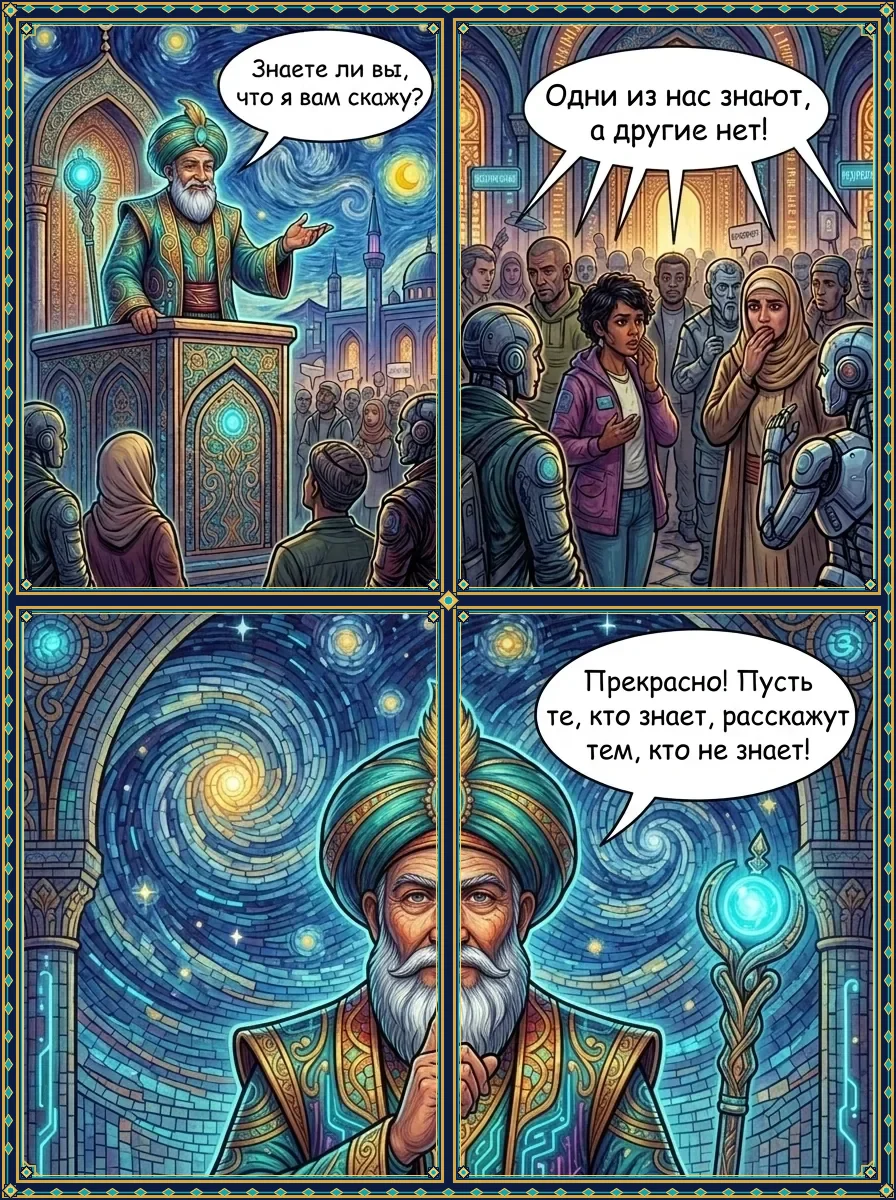 Знаете ли вы,
что я вам скажу?
Одни из нас знают,
а другие нет!
Прекрасно! Пусть
те, кто знает, расскажут
тем, кто не знает!